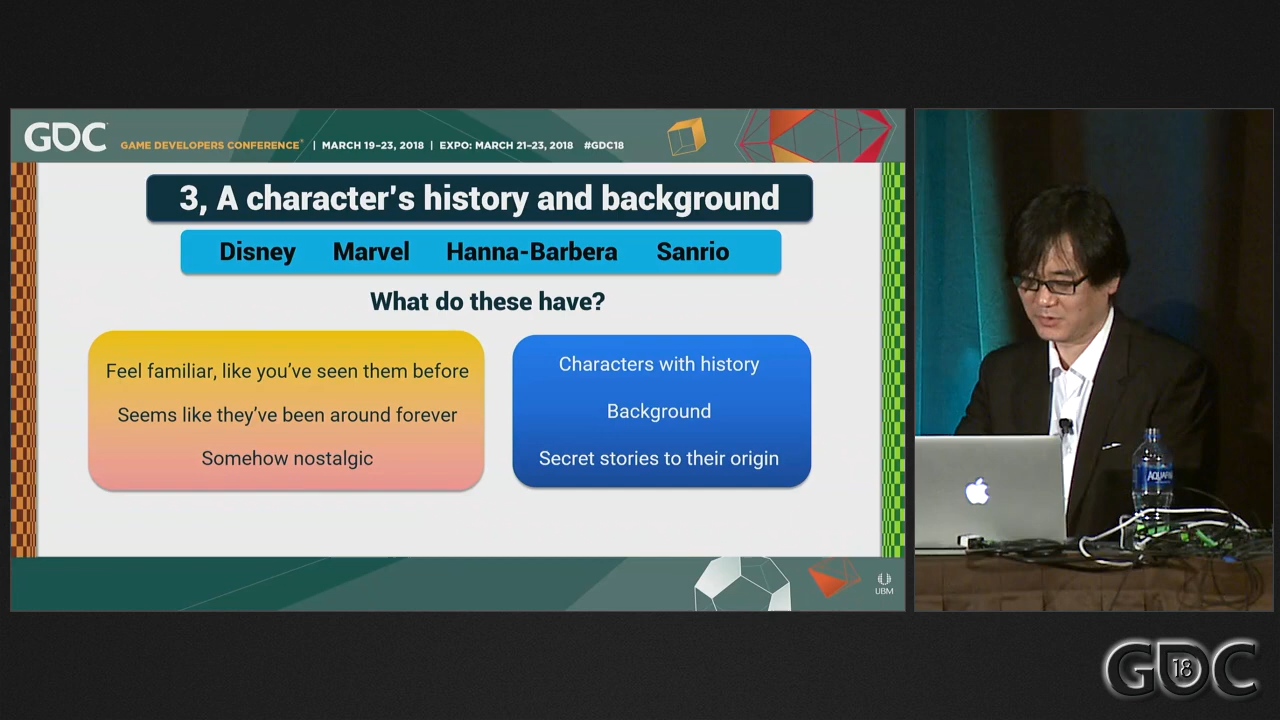 GDC
GAME DEVELOPERS CONFERENCE® | MARCH 19–23, 2018 | EXPO: MARCH 21–23, 2018 #GDC18
3, A character's history and background
Disney Marvel Hanna-Barbera Sanrio
What do these have?
Feel familiar, like you've seen them before
Seems like they've been around forever
Somehow nostalgic
Characters with history
Background
Secret stories to their origin
UBM
GDC
18